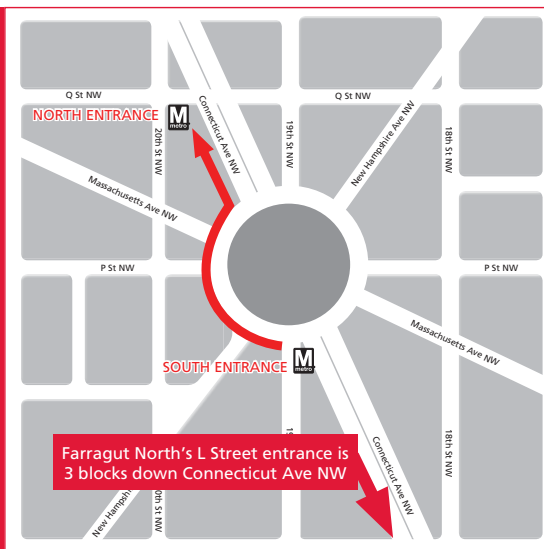 Q St NW
Q St NW
NORTH ENTRANCE
M
metro
Connecticut Ave NW
20th St NW
19th St NW
New Hampshire Ave NW
18th St NW
Massachusetts Ave NW
P St NW
P St NW
Massachusetts Ave NW
SOUTH ENTRANCE
M
metro
Connecticut Ave NW
18th St NW
Farragut North's L Street entrance is
3 blocks down Connecticut Ave NW